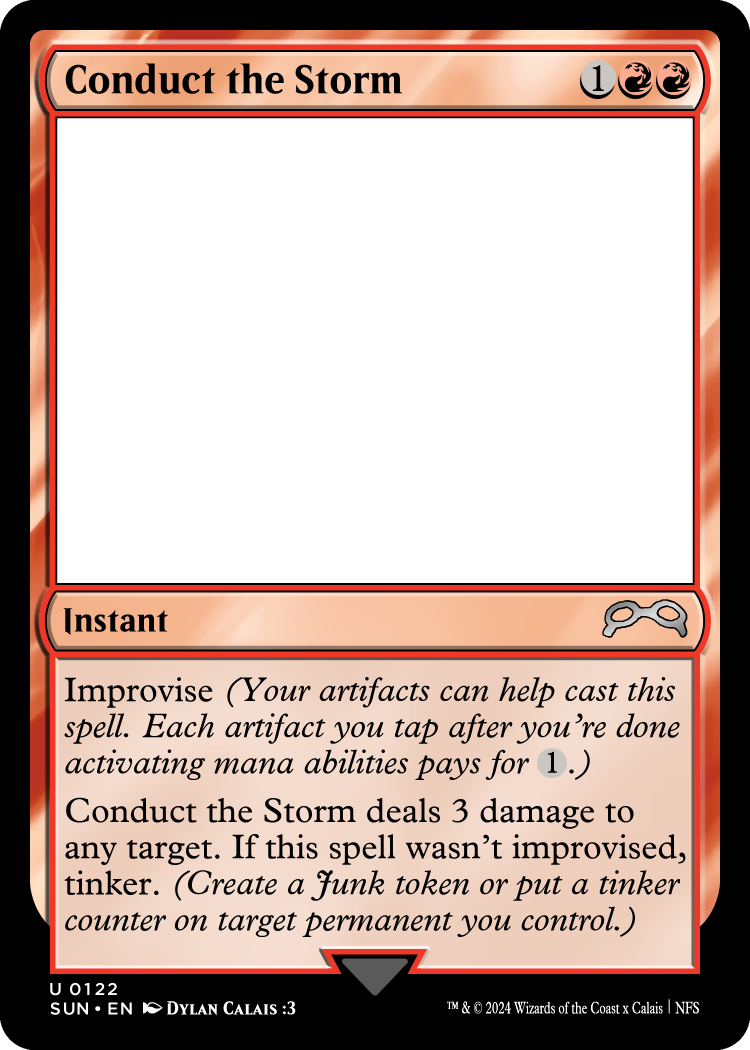 Conduct the Storm 1
Instant
Improvise (Your artifacts can help cast this
spell. Each artifact you tap after you're done
activating mana abilities pays for 1.)
Conduct the Storm deals 3 damage to
any target. If this spell wasn't improvised,
tinker. (Create a Junk token or put a tinker
counter on target permanent you control.)
U 0122
SUN • EN Dylan Calais :3
™ & © 2024 Wizards of the Coast x Calais | NFS